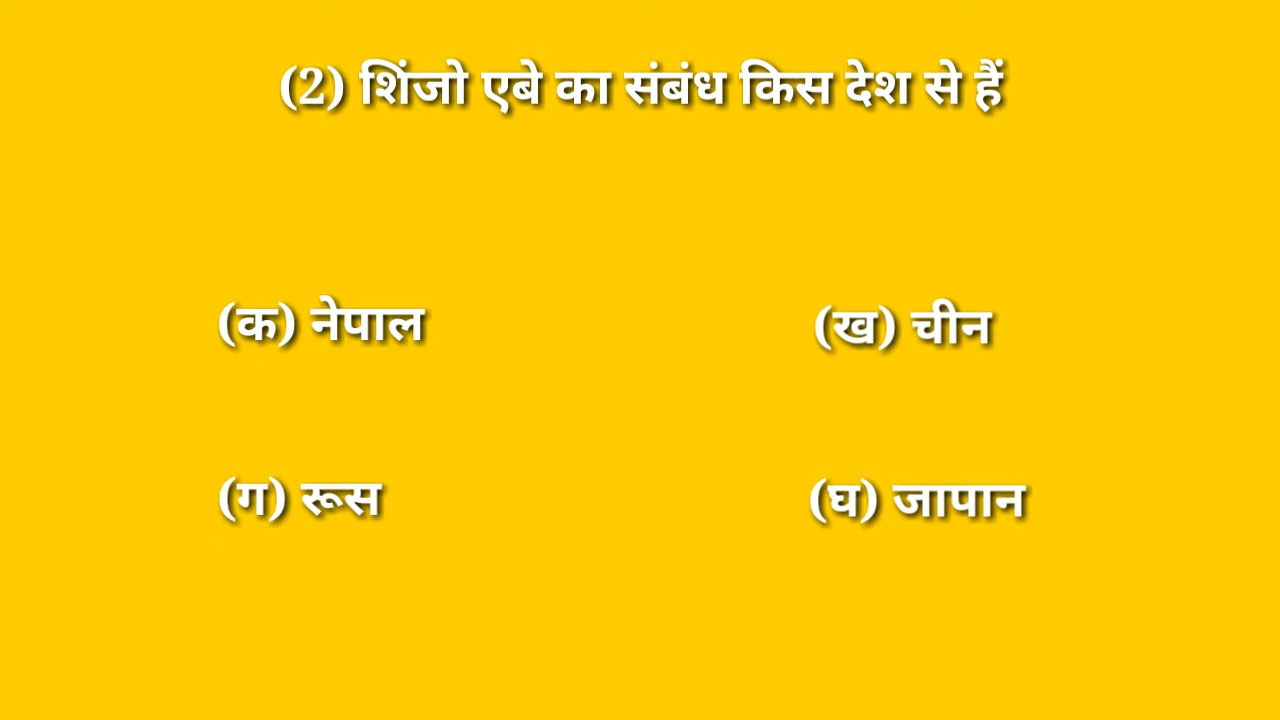 (2) शिंजो एबे का संबंध किस देश से हैं
(क) नेपाल
(ख) चीन
(ग) रूस
(घ) जापान